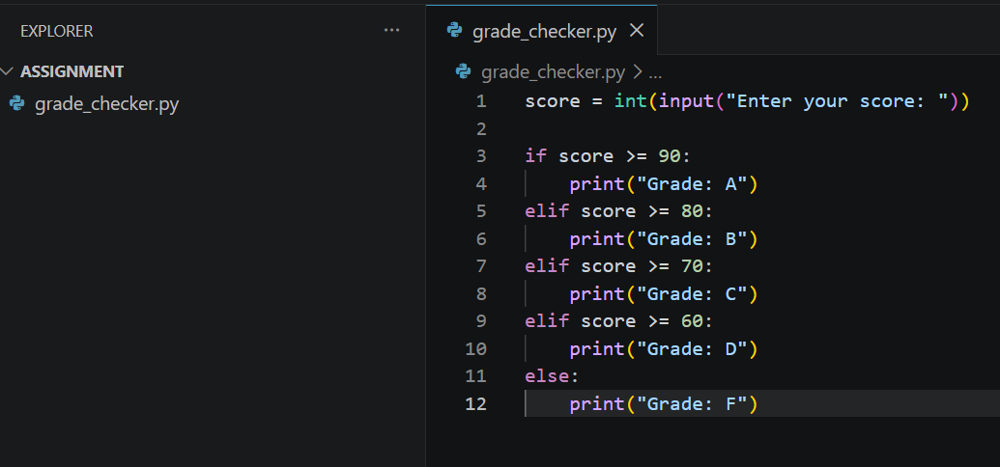 EXPLORER
ASSIGNMENT
grade_checker.py
grade_checker.py
grade_checker.py > ...
1 score = int(input("Enter your score: "))
2
3 if score >= 90:
4     print("Grade: A")
5 elif score >= 80:
6     print("Grade: B")
7 elif score >= 70:
8     print("Grade: C")
9 elif score >= 60:
10     print("Grade: D")
11 else:
12     print("Grade: F")